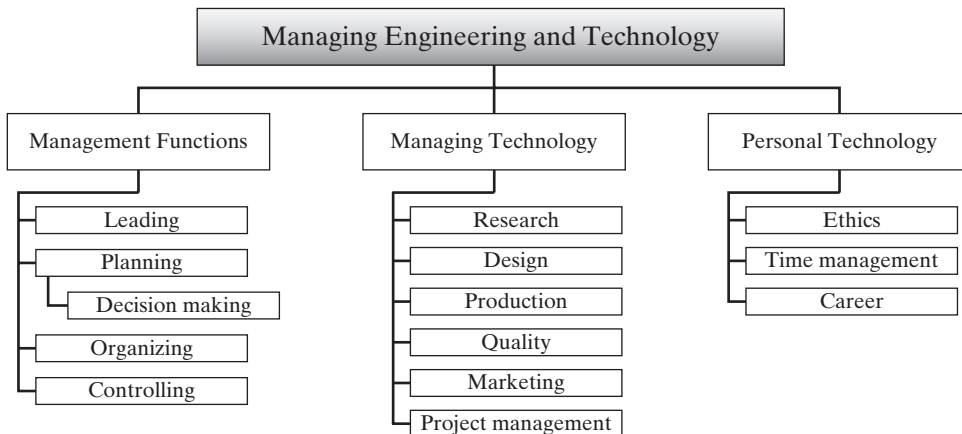 Managing Engineering and Technology
Management Functions
Leading
Planning
Decision making
Organizing
Controlling
Managing Technology
Research
Design
Production
Quality
Marketing
Project management
Personal Technology
Ethics
Time management
Career